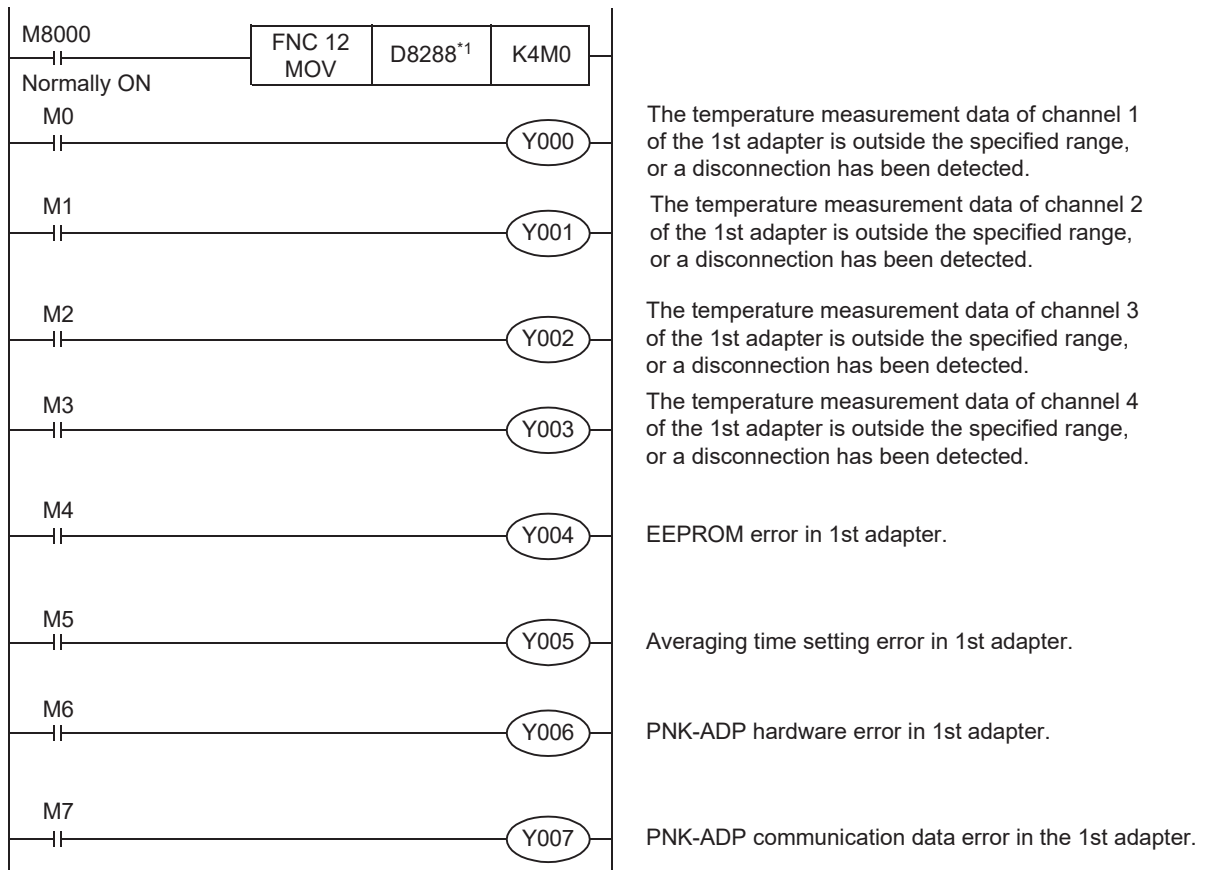 M8000
FNC 12
MOV
D8288*1
K4M0
Normally ON
M0
Y000
The temperature measurement data of channel 1
of the 1st adapter is outside the specified range,
or a disconnection has been detected.
M1
Y001
The temperature measurement data of channel 2
of the 1st adapter is outside the specified range,
or a disconnection has been detected.
M2
Y002
The temperature measurement data of channel 3
of the 1st adapter is outside the specified range,
or a disconnection has been detected.
M3
Y003
The temperature measurement data of channel 4
of the 1st adapter is outside the specified range,
or a disconnection has been detected.
M4
Y004
EEPROM error in 1st adapter.
M5
Y005
Averaging time setting error in 1st adapter.
M6
Y006
PNK-ADP hardware error in 1st adapter.
M7
Y007
PNK-ADP communication data error in the 1st adapter.